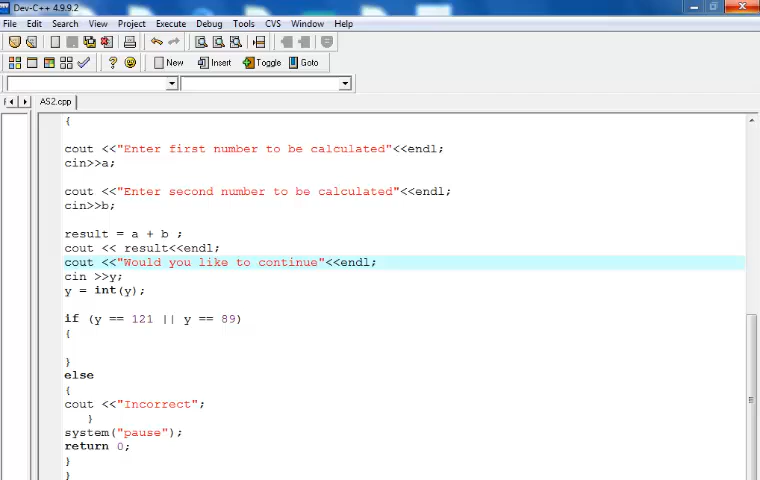 Dev-C++ 4.9.9.2
File Edit Search View Project Execute Debug Tools CVS Window Help
New Insert Toggle Goto
AS2.cpp
{
cout <<"Enter first number to be calculated"<<endl;
cin>>a;
cout <<"Enter second number to be calculated"<<endl;
cin>>b;
result = a + b ;
cout << result<<endl;
cout <<"Would you like to continue"<<endl;
cin >>y;
y = int(y);
if (y == 121 || y == 89)
{
}
else
{
cout <<"Incorrect";
}
system("pause");
return 0;
}
}